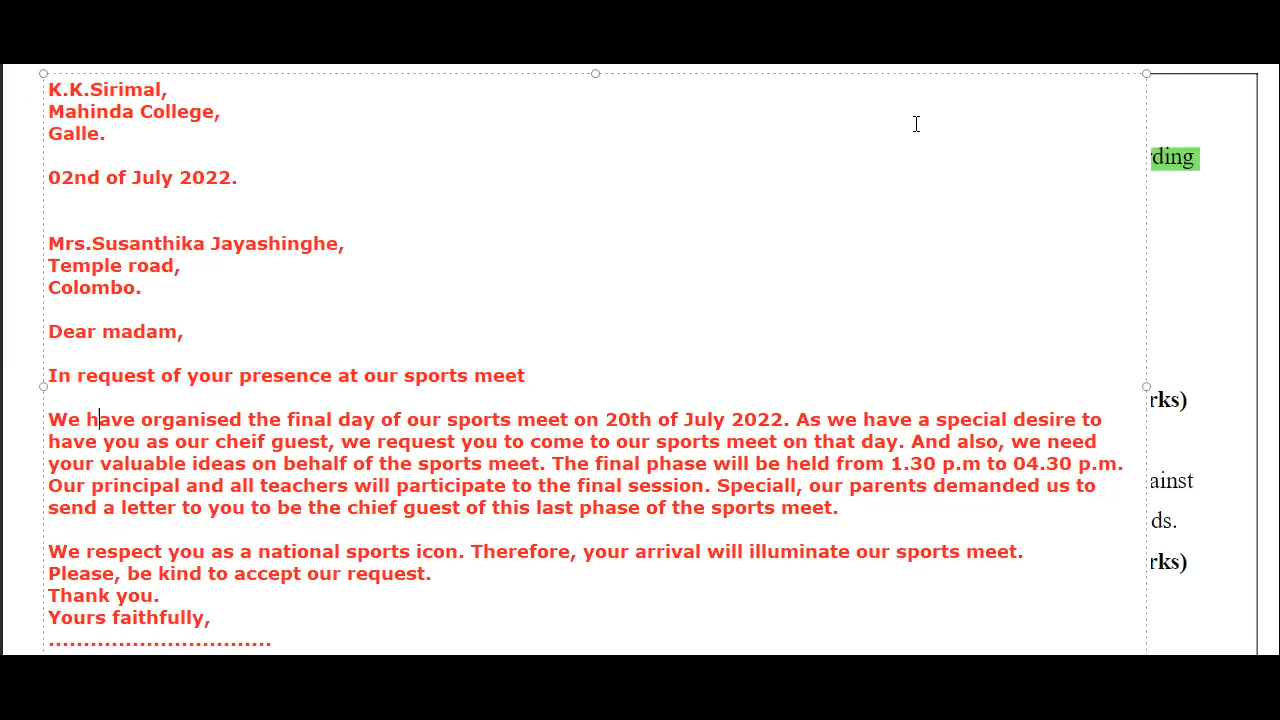 K.K.Sirimal,
Mahinda College,
Galle.
02nd of July 2022.
Mrs.Susanthika Jayashinghe,
Temple road,
Colombo.
Dear madam,
In request of your presence at our sports meet
We have organised the final day of our sports meet on 20th of July 2022. As we have a special desire to
have you as our cheif guest, we request you to come to our sports meet on that day. And also, we need
your valuable ideas on behalf of the sports meet. The final phase will be held from 1.30 p.m to 04.30 p.m.
Our principal and all teachers will participate to the final session. Speciall, our parents demanded us to
send a letter to you to be the chief guest of this last phase of the sports meet.
We respect you as a national sports icon. Therefore, your arrival will illuminate our sports meet.
Please, be kind to accept our request.
Thank you.
Yours faithfully,
................................
rding
rks)
ainst
ds.
rks)